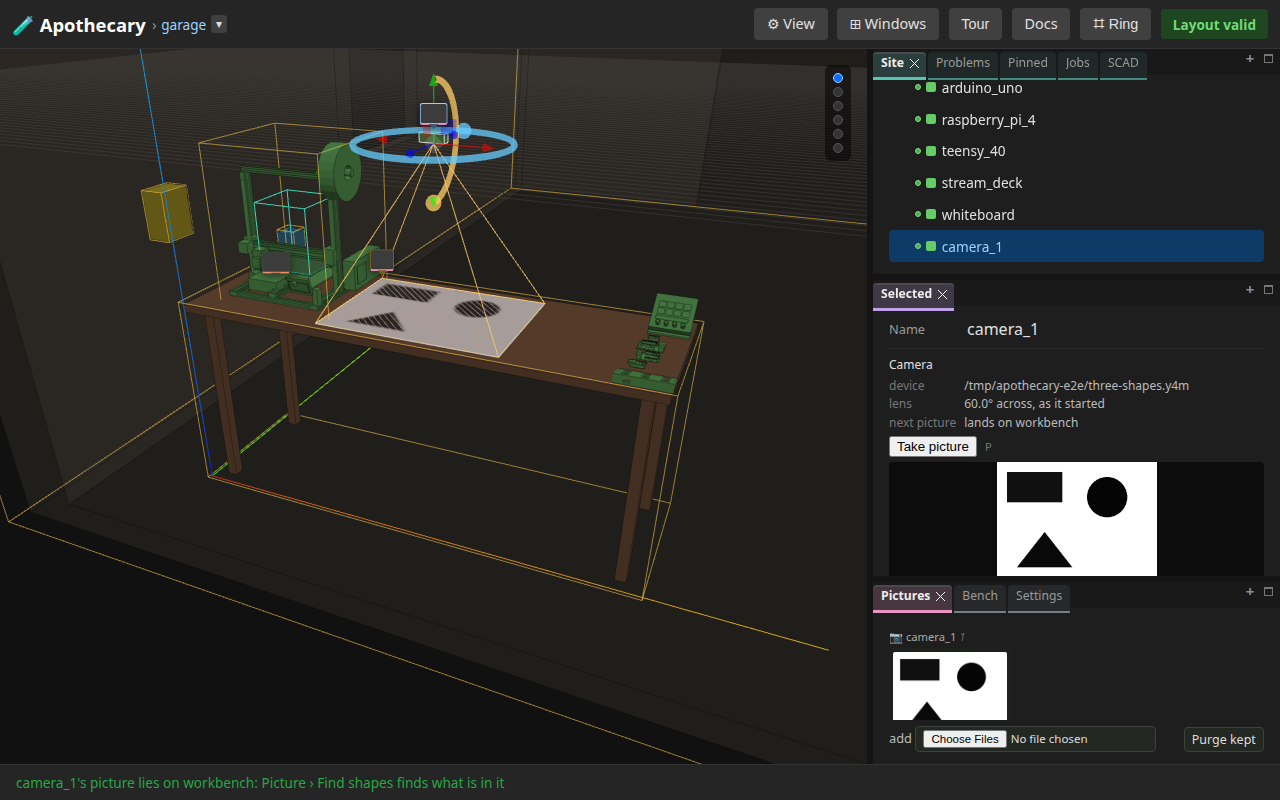 Apothecary › garage ▾
View
Windows
Tour
Docs
Ring
Layout valid
Site
Problems
Pinned
Jobs
SCAD
arduino_uno
raspberry_pi_4
teensy_40
stream_deck
whiteboard
camera_1
Selected
Name camera_1
Camera
device /tmp/apothecary-e2e/three-shapes.y4m
lens 60.0° across, as it started
next picture lands on workbench
Take picture P
Pictures
Bench
Settings
camera_1 1
add Choose Files No file chosen
Purge kept
camera_1's picture lies on workbench: Picture › Find shapes finds what is in it